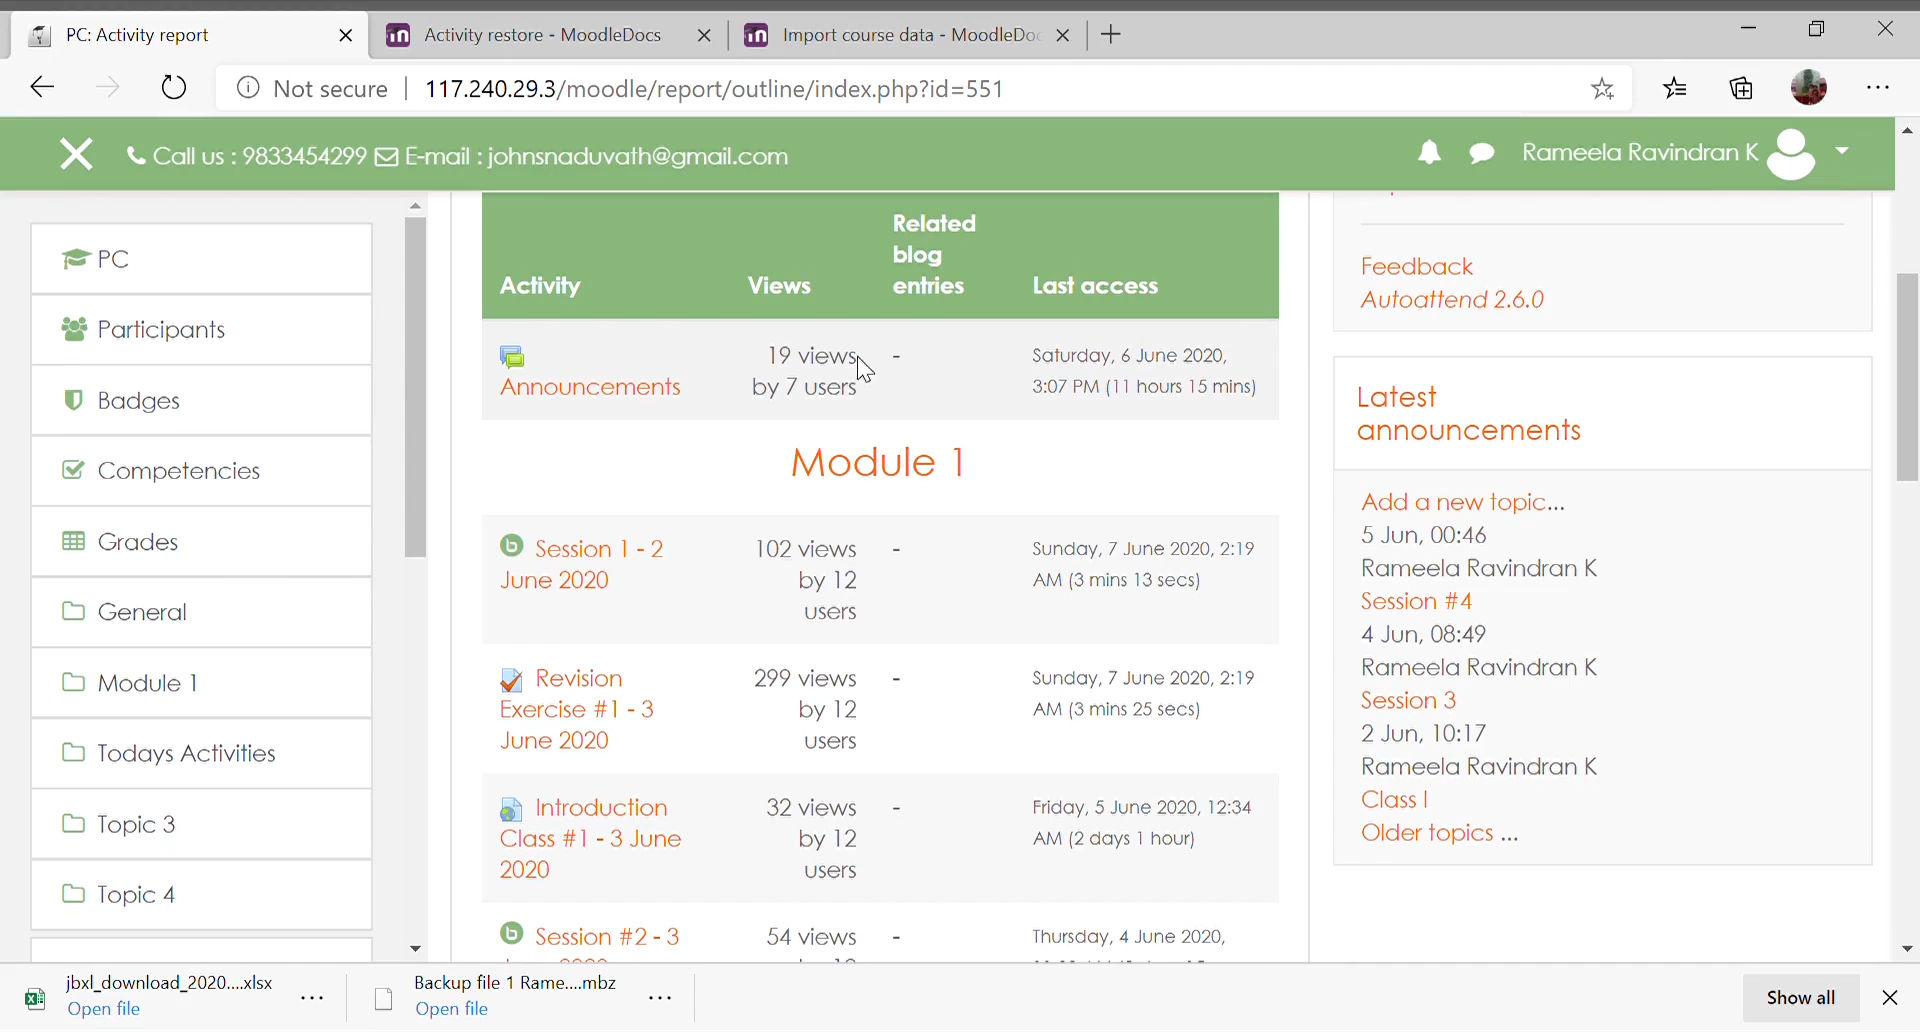 PC: Activity report
Activity restore - MoodleDocs
Import course data - MoodleDoc
Not secure
117.240.29.3/moodle/report/outline/index.php?id=551
Call us : 9833454299 E-mail : johnsnaduvath@gmail.com
Rameela Ravindran K
PC
Participants
Badges
Competencies
Grades
General
Module 1
Todays Activities
Topic 3
Topic 4
Activity
Views
Related
blog
entries
Last access
Announcements
19 views
by 7 users
-
Saturday, 6 June 2020,
3:07 PM (11 hours 15 mins)
Module 1
Session 1 - 2
June 2020
102 views
by 12
users
-
Sunday, 7 June 2020, 2:19
AM (3 mins 13 secs)
Revision
Exercise #1 - 3
June 2020
299 views
by 12
users
-
Sunday, 7 June 2020, 2:19
AM (3 mins 25 secs)
Introduction
Class #1 - 3 June
2020
32 views
by 12
users
-
Friday, 5 June 2020, 12:34
AM (2 days 1 hour)
Session #2 - 3
54 views
-
Thursday, 4 June 2020,
Feedback
Autoattend 2.6.0
Latest
announcements
Add a new topic...
5 Jun, 00:46
Rameela Ravindran K
Session #4
4 Jun, 08:49
Rameela Ravindran K
Session 3
2 Jun, 10:17
Rameela Ravindran K
Class I
Older topics ...
jbxl_download_2020....xlsx
Open file
Backup file 1 Rame....mbz
Open file
Show all